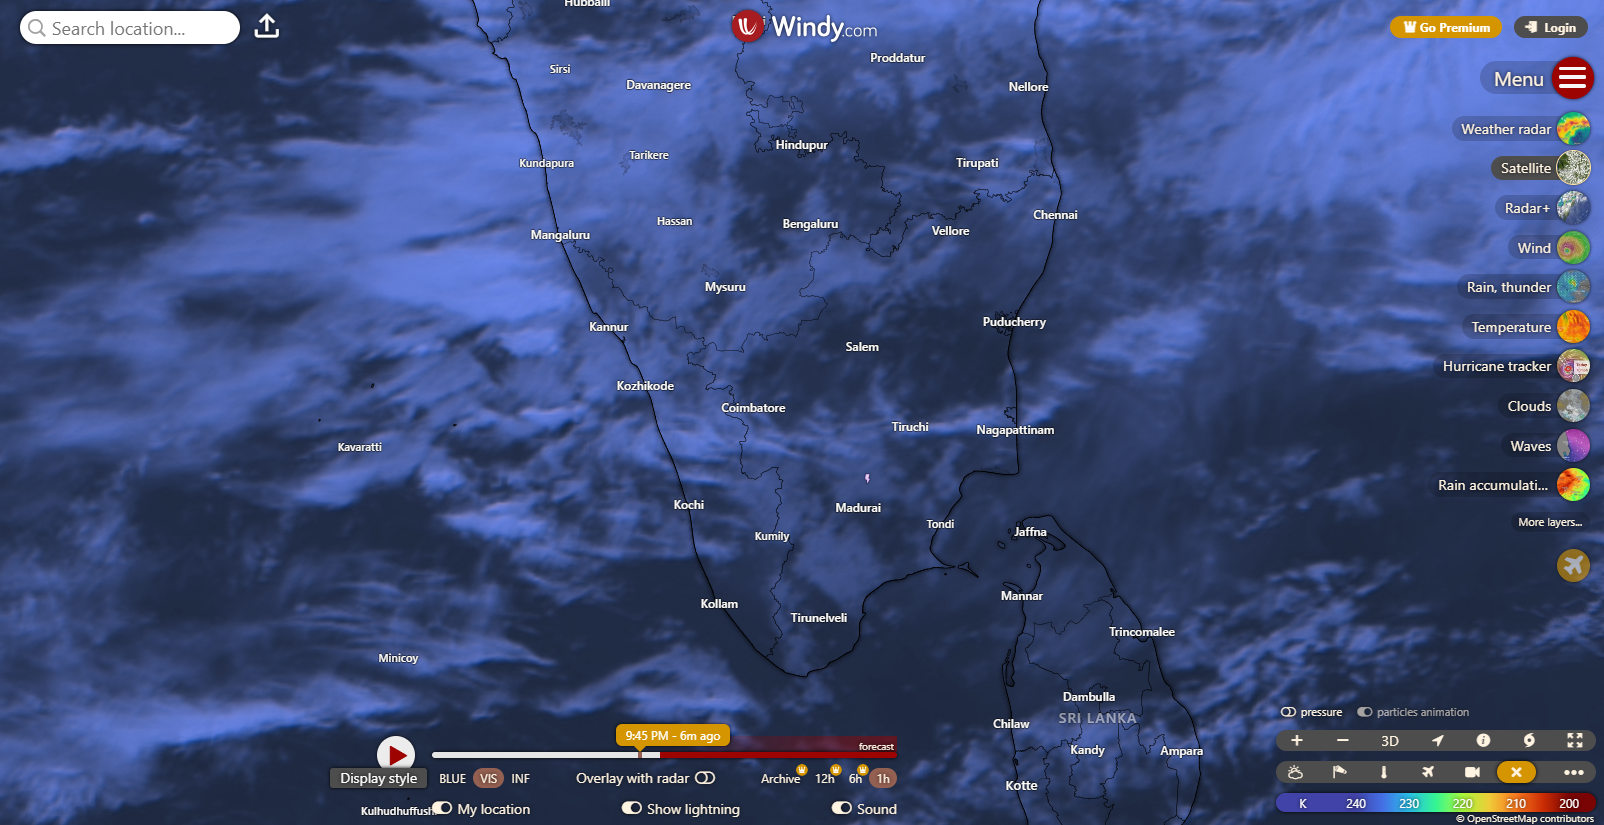 Hubballi
Search location...
Windy.com
Go Premium
Login
Proddatur
Sirsi
Davanagere
Nellore
Menu
Weather radar
Hindupur
Kundapura
Tarikere
Tirupati
Satellite
Radar+
Chennai
Hassan
Bengaluru
Vellore
Mangaluru
Wind
Mysuru
Rain, thunder
Kannur
Puducherry
Temperature
Salem
Hurricane tracker
Kozhikode
Coimbatore
Clouds
Tiruchi
Nagapattinam
Kavaratti
Waves
Rain accumulati...
Kochi
Madurai
Tondi
More layers...
Kumily
Jaffna
Mannar
Kollam
Tirunelveli
Trincomalee
Minicoy
Dambulla
pressure
particles animation
SRI LANKA
Chilaw
9:45 PM - 6m ago
forecast
Kandy
Ampara
3D
Display style
BLUE VIS INF
Overlay with radar
Archive 12h 6h 1h
Kotte
Kulhudhuffushi
My location
Show lightning
Sound
K 240 230 220 210 200
© OpenStreetMap contributors